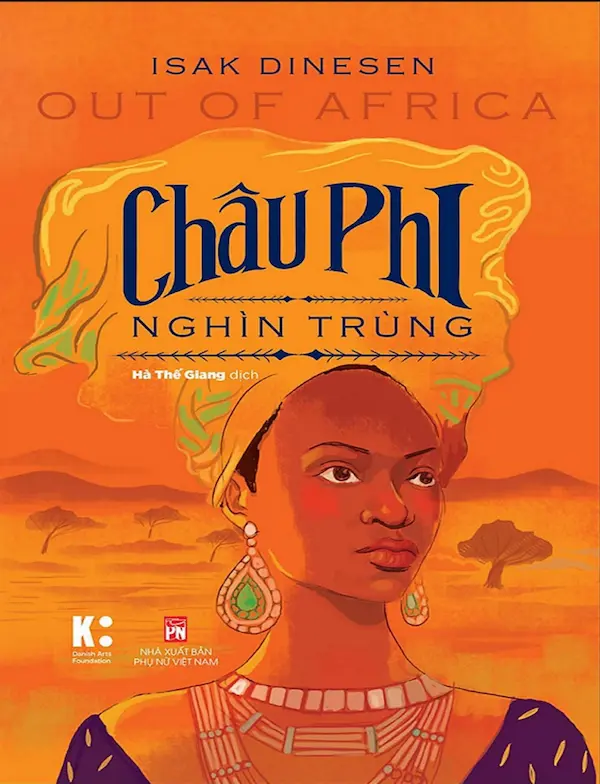 ISAK DINESEN
OUT OF AFRICA
CHÂU PHI
NGHÌN TRÙNG
Hà Thế Giang dịch
K:
Danish Arts
Foundation
PN
NHÀ XUẤT BẢN
PHỤ NỮ VIỆT NAM